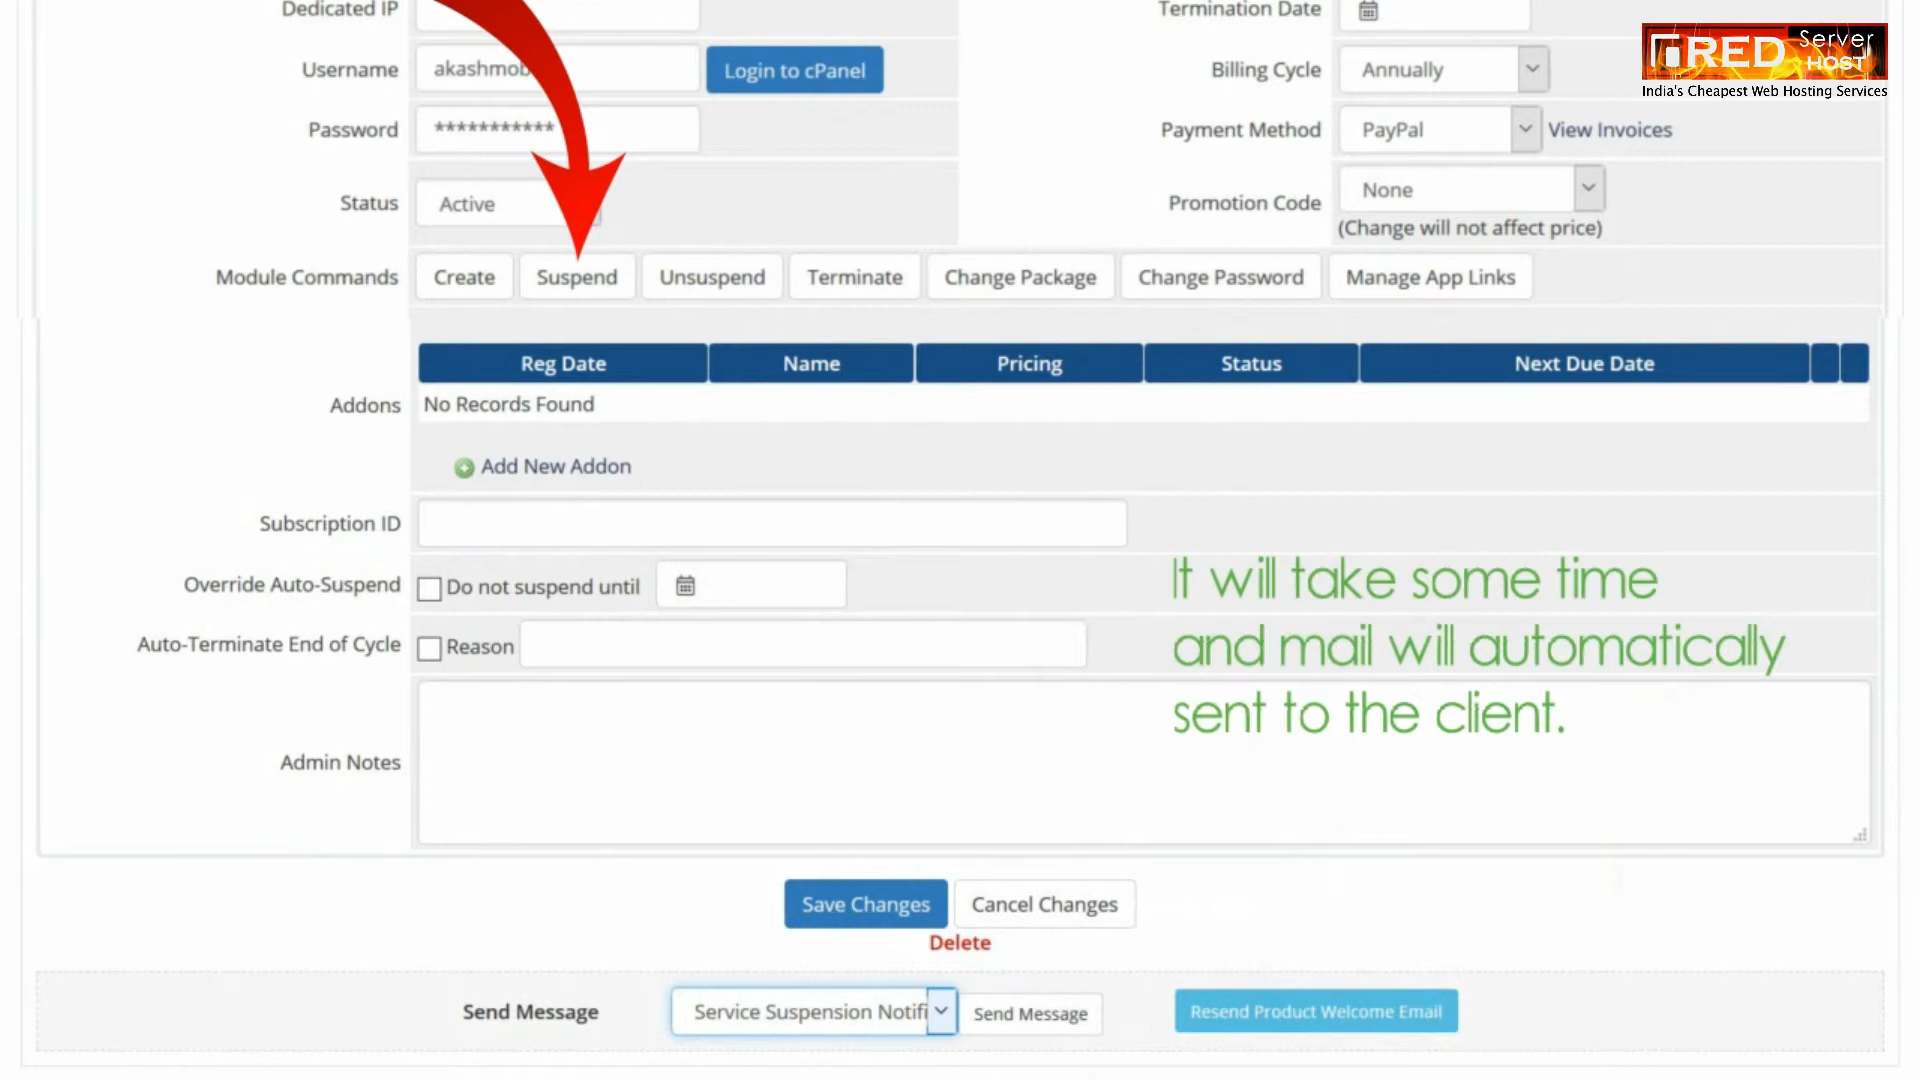 Dedicated IP
Termination Date
RED Server HOST
India's Cheapest Web Hosting Services
Username akashmob Login to cPanel
Billing Cycle Annually
Password ***********
Payment Method PayPal View Invoices
Status Active
Promotion Code None
(Change will not affect price)
Module Commands Create Suspend Unsuspend Terminate Change Package Change Password Manage App Links
Reg Date Name Pricing Status Next Due Date
Addons No Records Found
Add New Addon
Subscription ID
Override Auto-Suspend Do not suspend until
Auto-Terminate End of Cycle Reason
It will take some time
and mail will automatically
sent to the client.
Admin Notes
Save Changes Cancel Changes
Delete
Send Message Service Suspension Notifi Send Message Resend Product Welcome Email